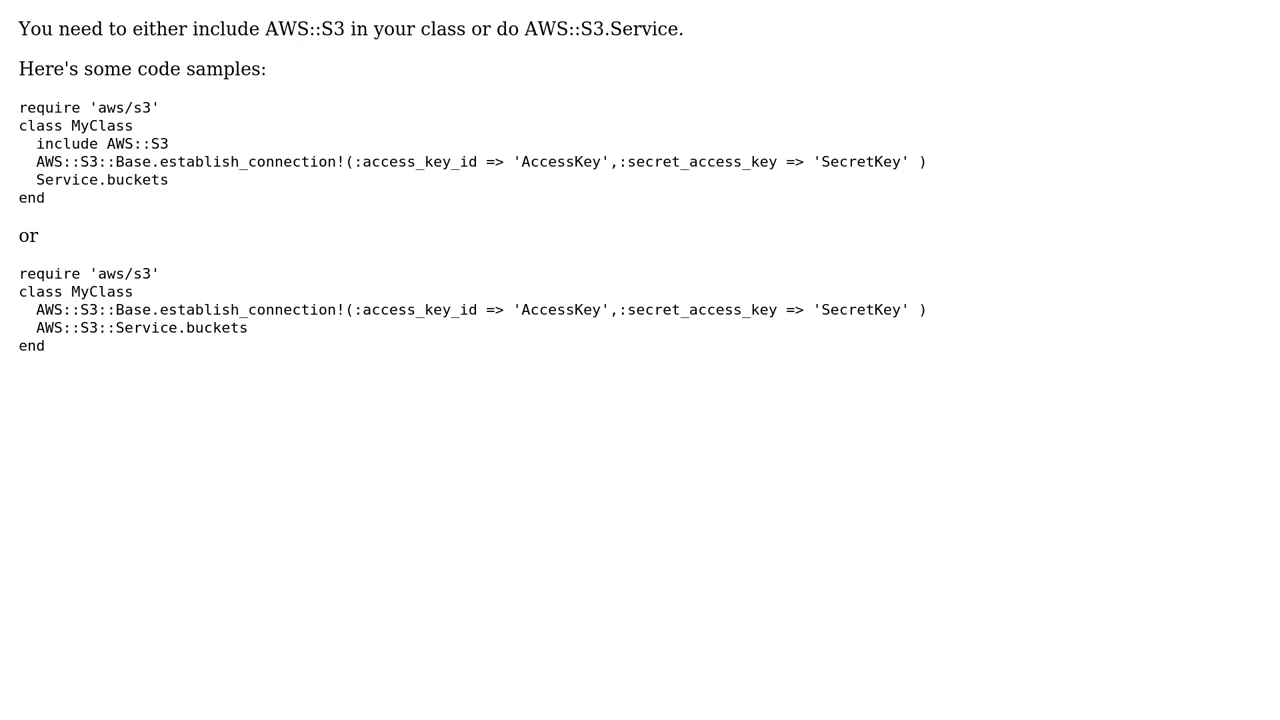 You need to either include AWS::S3 in your class or do AWS::S3.Service.
Here's some code samples:
require 'aws/s3'
class MyClass
  include AWS::S3
  AWS::S3::Base.establish_connection!(:access_key_id => 'AccessKey',:secret_access_key => 'SecretKey' )
  Service.buckets
end
or
require 'aws/s3'
class MyClass
  AWS::S3::Base.establish_connection!(:access_key_id => 'AccessKey',:secret_access_key => 'SecretKey' )
  AWS::S3::Service.buckets
end